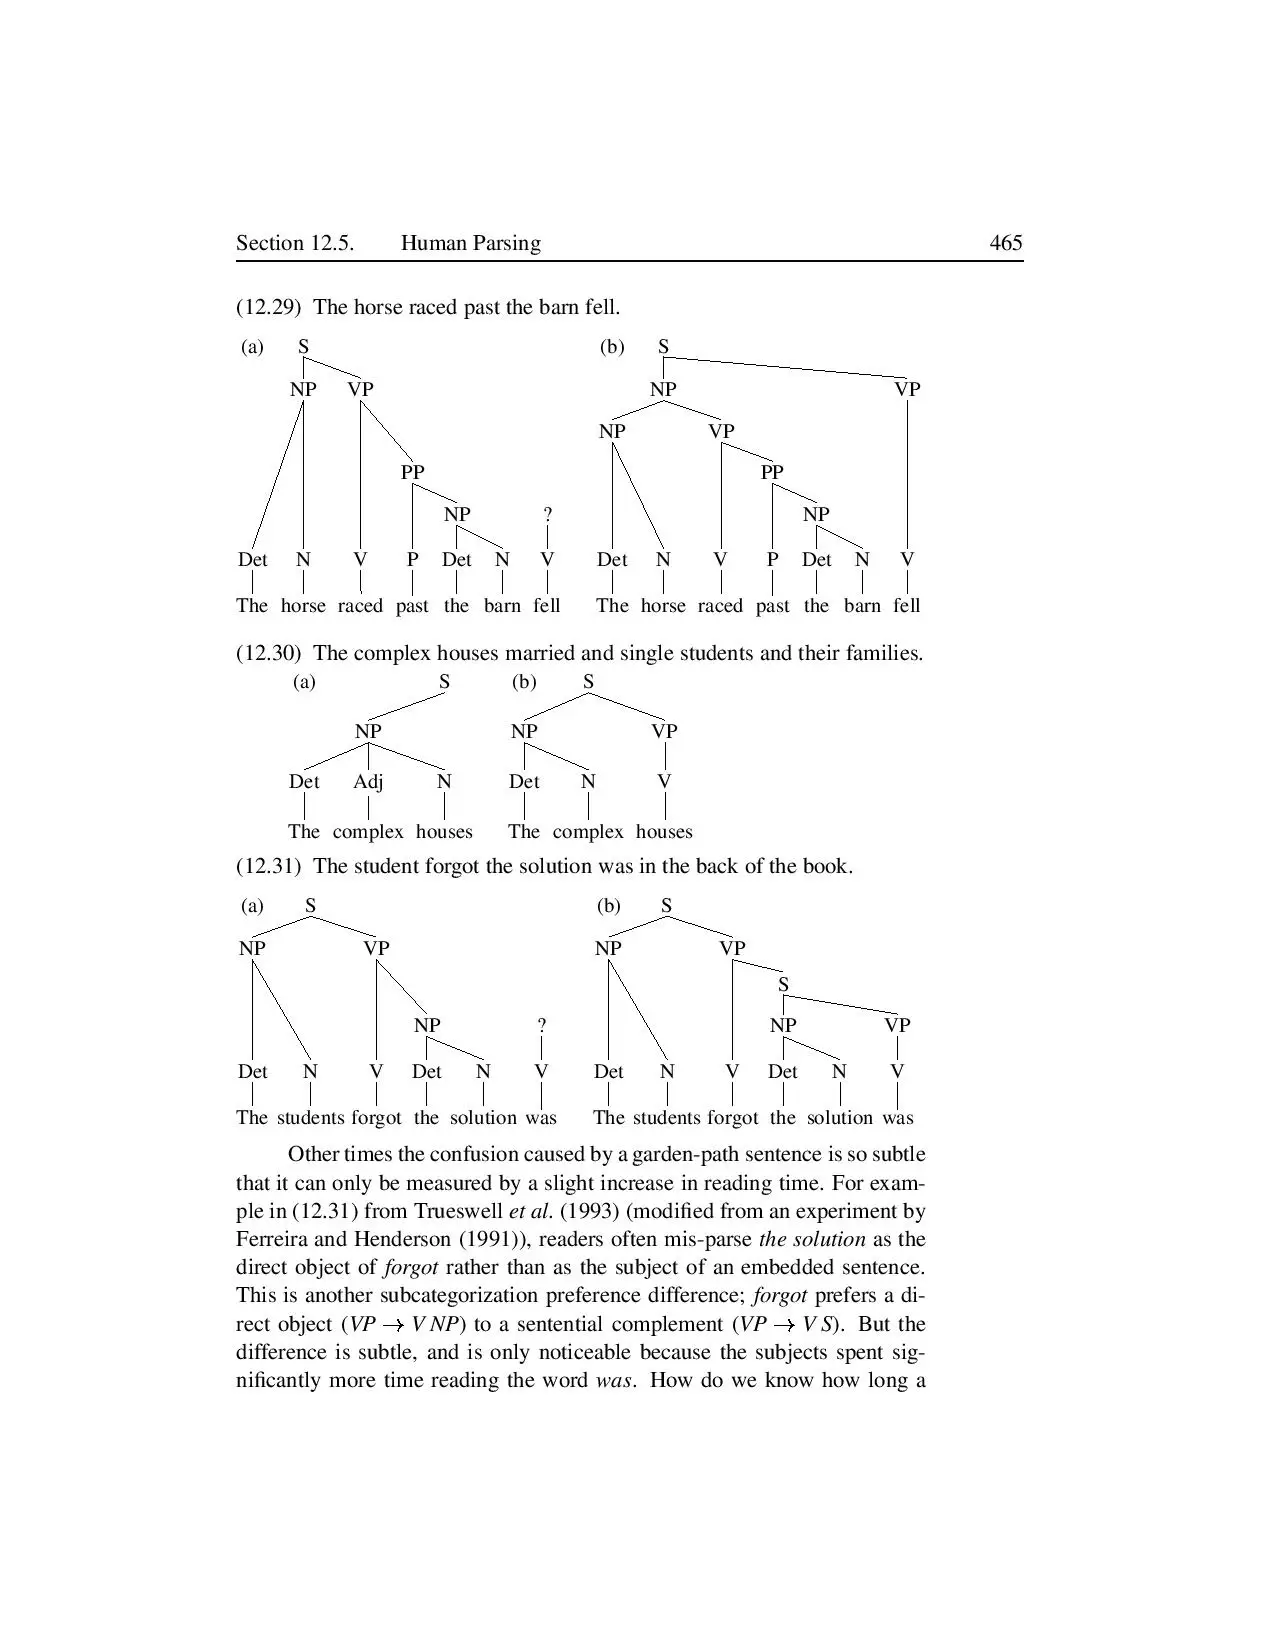 Section 12.5. Human Parsing 465
(12.29) The horse raced past the barn fell.
(a) S (b) S
NP VP NP VP
NP VP
PP PP
NP ? NP
Det N V P Det N V Det N V P Det N V
The horse raced past the barn fell The horse raced past the barn fell
(12.30) The complex houses married and single students and their families.
(a) S (b) S
NP NP VP
Det Adj N Det N V
The complex houses The complex houses
(12.31) The student forgot the solution was in the back of the book.
(a) S (b) S
NP VP NP VP
S
NP ? NP VP
Det N V Det N V Det N V Det N V
The students forgot the solution was The students forgot the solution was
Other times the confusion caused by a garden-path sentence is so subtle
that it can only be measured by a slight increase in reading time. For exam-
ple in (12.31) from Trueswell et al. (1993) (modified from an experiment by
Ferreira and Henderson (1991)), readers often mis-parse the solution as the
direct object of forgot rather than as the subject of an embedded sentence.
This is another subcategorization preference difference; forgot prefers a di-
rect object (VP → V NP) to a sentential complement (VP → V S). But the
difference is subtle, and is only noticeable because the subjects spent sig-
nificantly more time reading the word was. How do we know how long a